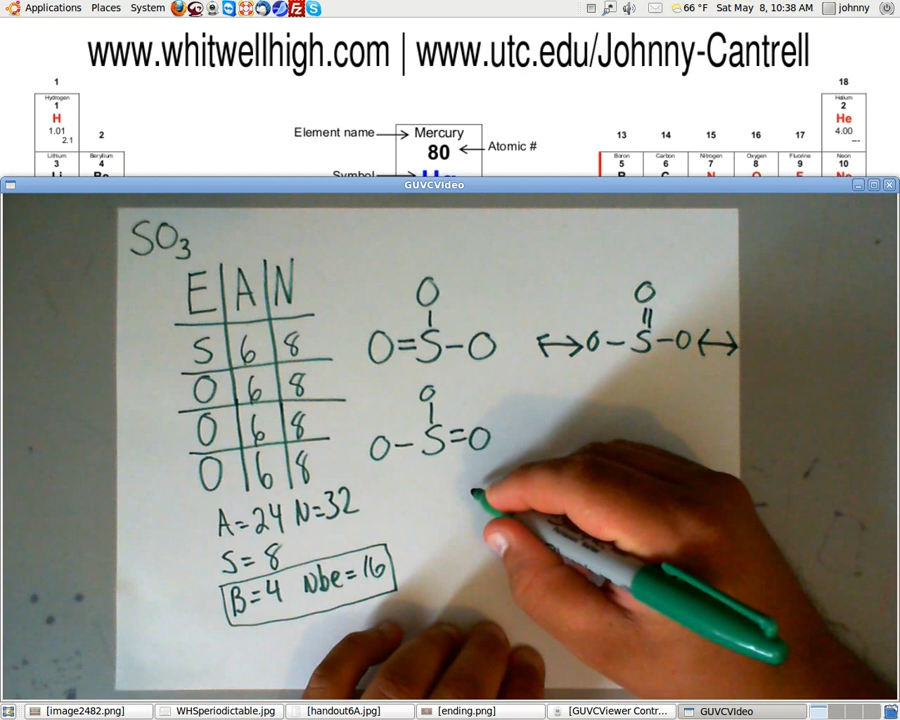 Applications Places System 66 °F Sat May 8, 10:38 AM johnny
www.whitwellhigh.com | www.utc.edu/Johnny-Cantrell
1 18
Hydrogen Helium
1 Element name Mercury 2
H 80 Atomic # He
1.01 2 13 14 15 16 17 4.00
2.1 ---
Lithium Beryllium Boron Carbon Nitrogen Oxygen Fluorine Neon
3 4 Symbol 5 6 7 8 9 10
GUVCVideo
SO3
E A N
S 6 8
O 6 8
O 6 8
O 6 8
A=24 N=32
S=8
B=4 Nbe=16
O
O=S-O
O
↔O-S-O↔
O
O-S=O
[image2482.png] WHSperiodictable.jpg [handout6A.jpg] [ending.png] [GUVCViewer Contr... GUVCVIdeo